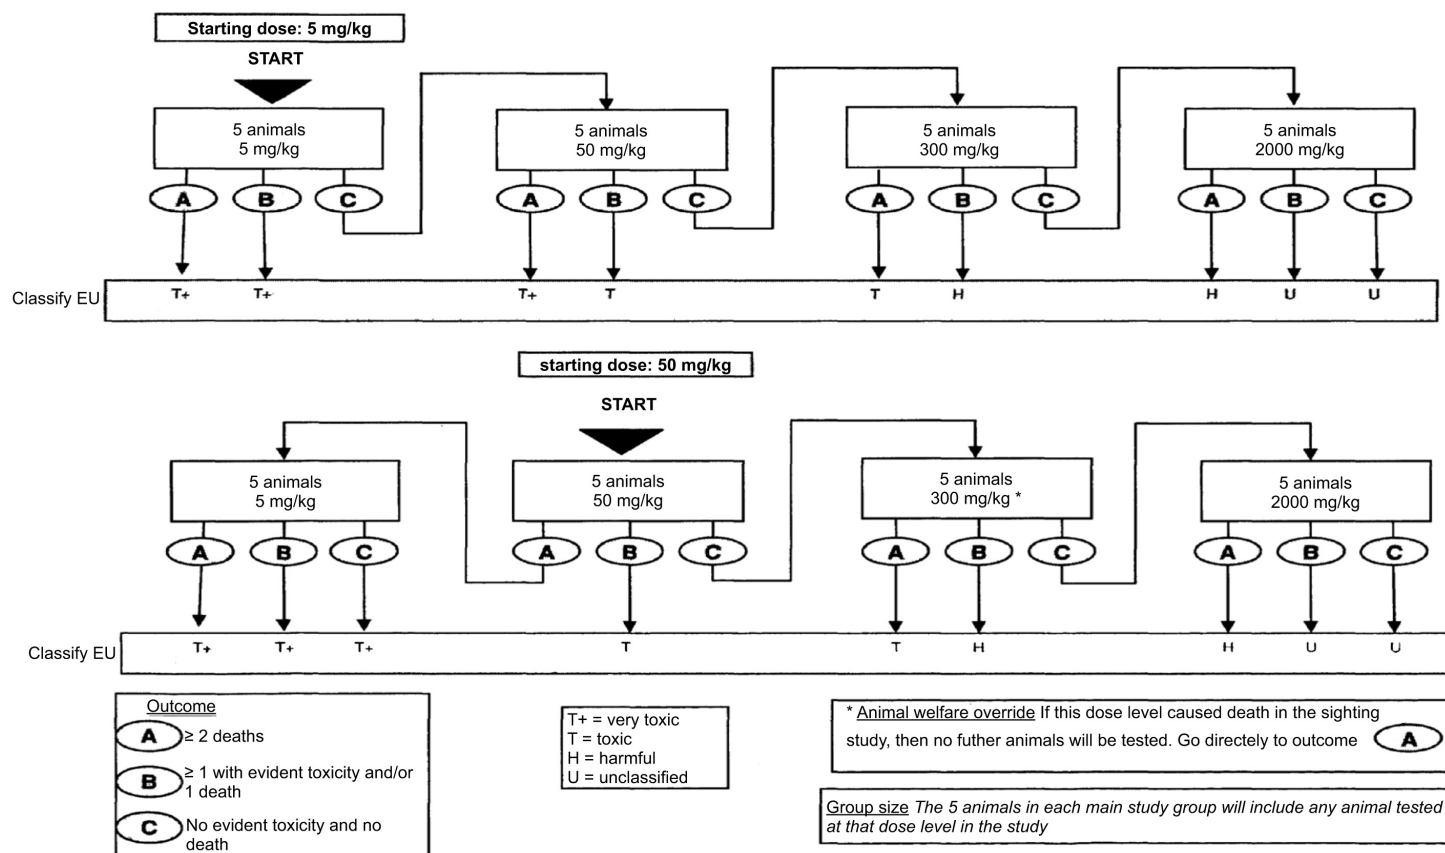 Starting dose: 5 mg/kg
START
5 animals
5 mg/kg
5 animals
50 mg/kg
5 animals
300 mg/kg
5 animals
2000 mg/kg
A B C A B C A B C A B C
Classify EU
T+ T+ T+ T T H H U U
starting dose: 50 mg/kg
START
5 animals
5 mg/kg
5 animals
50 mg/kg
5 animals
300 mg/kg *
5 animals
2000 mg/kg
A B C A B C A B C A B C
Classify EU
T+ T+ T+ T T H H U U
Outcome
A ≥ 2 deaths
B ≥ 1 with evident toxicity and/or
1 death
C No evident toxicity and no
death
T+ = very toxic
T = toxic
H = harmful
U = unclassified
* Animal welfare override If this dose level caused death in the sighting
study, then no futher animals will be tested. Go directely to outcome A
Group size The 5 animals in each main study group will include any animal tested
at that dose level in the study